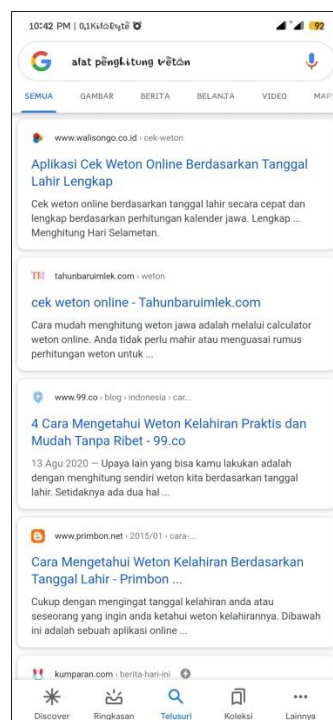 10:42 PM | 0,1Kilobyte/d
alat penghitung weton
SEMUA GAMBAR BERITA BELANJA VIDEO MAP
www.walisongo.co.id › cek-weton
Aplikasi Cek Weton Online Berdasarkan Tanggal
Lahir Lengkap
Cek weton online berdasarkan tanggal lahir secara cepat dan
lengkap berdasarkan perhitungan kalender jawa. Lengkap ...
Menghitung Hari Selametan.
tahunbaruimlek.com › weton
cek weton online - Tahunbaruimlek.com
Cara mudah menghitung weton jawa adalah melalui calculator
weton online. Anda tidak perlu mahir atau menguasai rumus
perhitungan weton untuk ...
www.99.co › blog › indonesia › car...
4 Cara Mengetahui Weton Kelahiran Praktis dan
Mudah Tanpa Ribet - 99.co
13 Agu 2020 — Upaya lain yang bisa kamu lakukan adalah
dengan menghitung sendiri weton kita berdasarkan tanggal
lahir. Setidaknya ada dua hal ...
www.primbon.net › 2015/01 › cara-...
Cara Mengetahui Weton Kelahiran Berdasarkan
Tanggal Lahir - Primbon ...
Cukup dengan mengingat tanggal kelahiran anda atau
seseorang yang ingin anda ketahui weton kelahirannya. Dibawah
ini adalah sebuah aplikasi online ...
kumparan.com › berita-hari-ini
Discover Ringkasan Telusuri Koleksi Lainnya